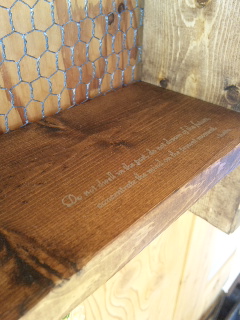 Do not dwell in the past, do not dream of the future,
concentrate the mind on the present moment.